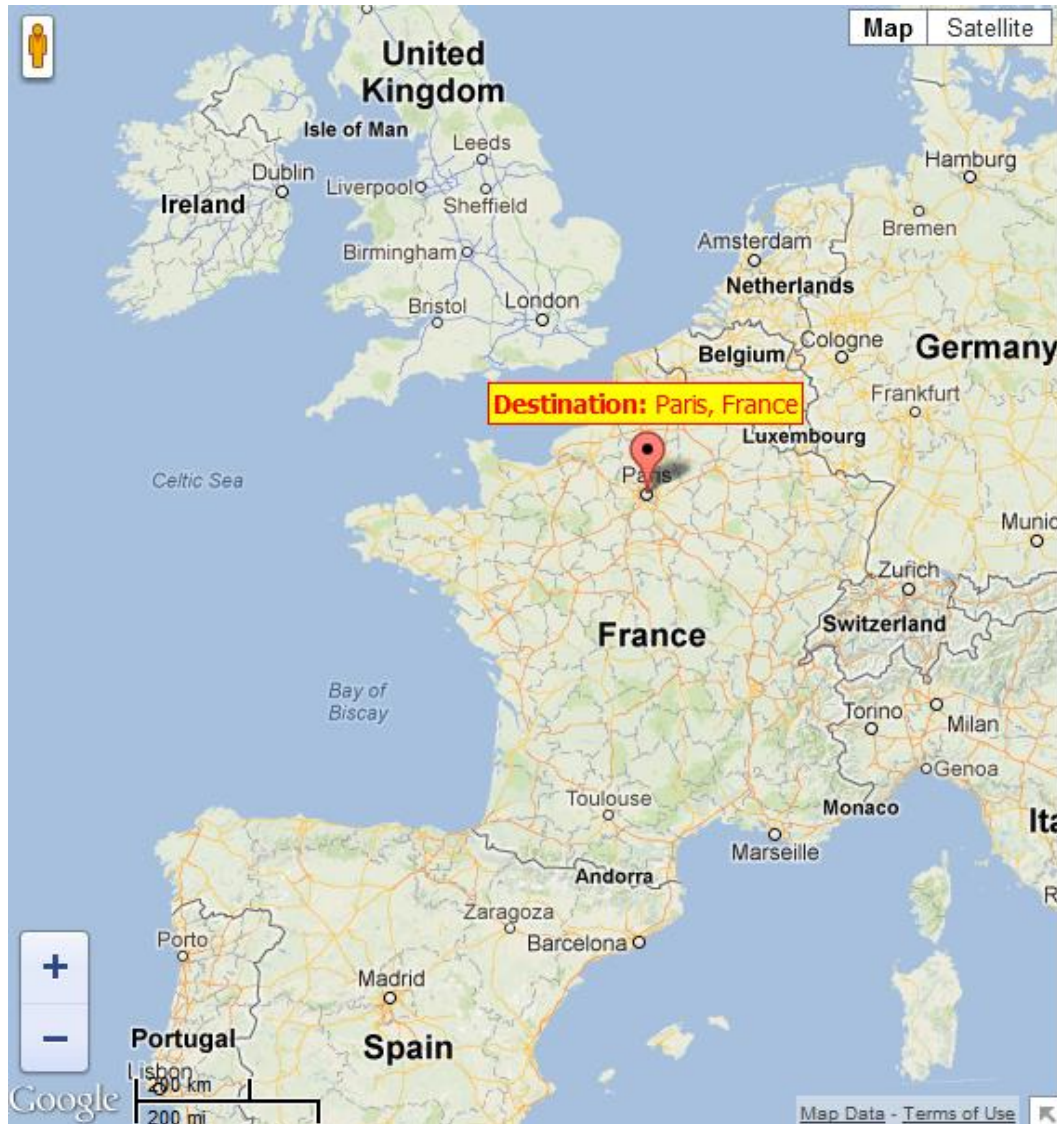 Map
Satellite
United
Kingdom
Isle of Man
Leeds
Dublin
Liverpool
Sheffield
Ireland
Hamburg
Bremen
Birmingham
Amsterdam
Netherlands
Bristol
London
Belgium
Cologne
Germany
Destination: Paris, France
Frankfurt
Luxembourg
Celtic Sea
Paris
Munic
Zurich
Switzerland
France
Bay of
Biscay
Torino
Milan
Genoa
Toulouse
Monaco
Ita
Marseille
Andorra
R
Zaragoza
Porto
Barcelona
+
Madrid
−
Portugal
Spain
Lisbon
200 km
Google
200 mi
Map Data - Terms of Use